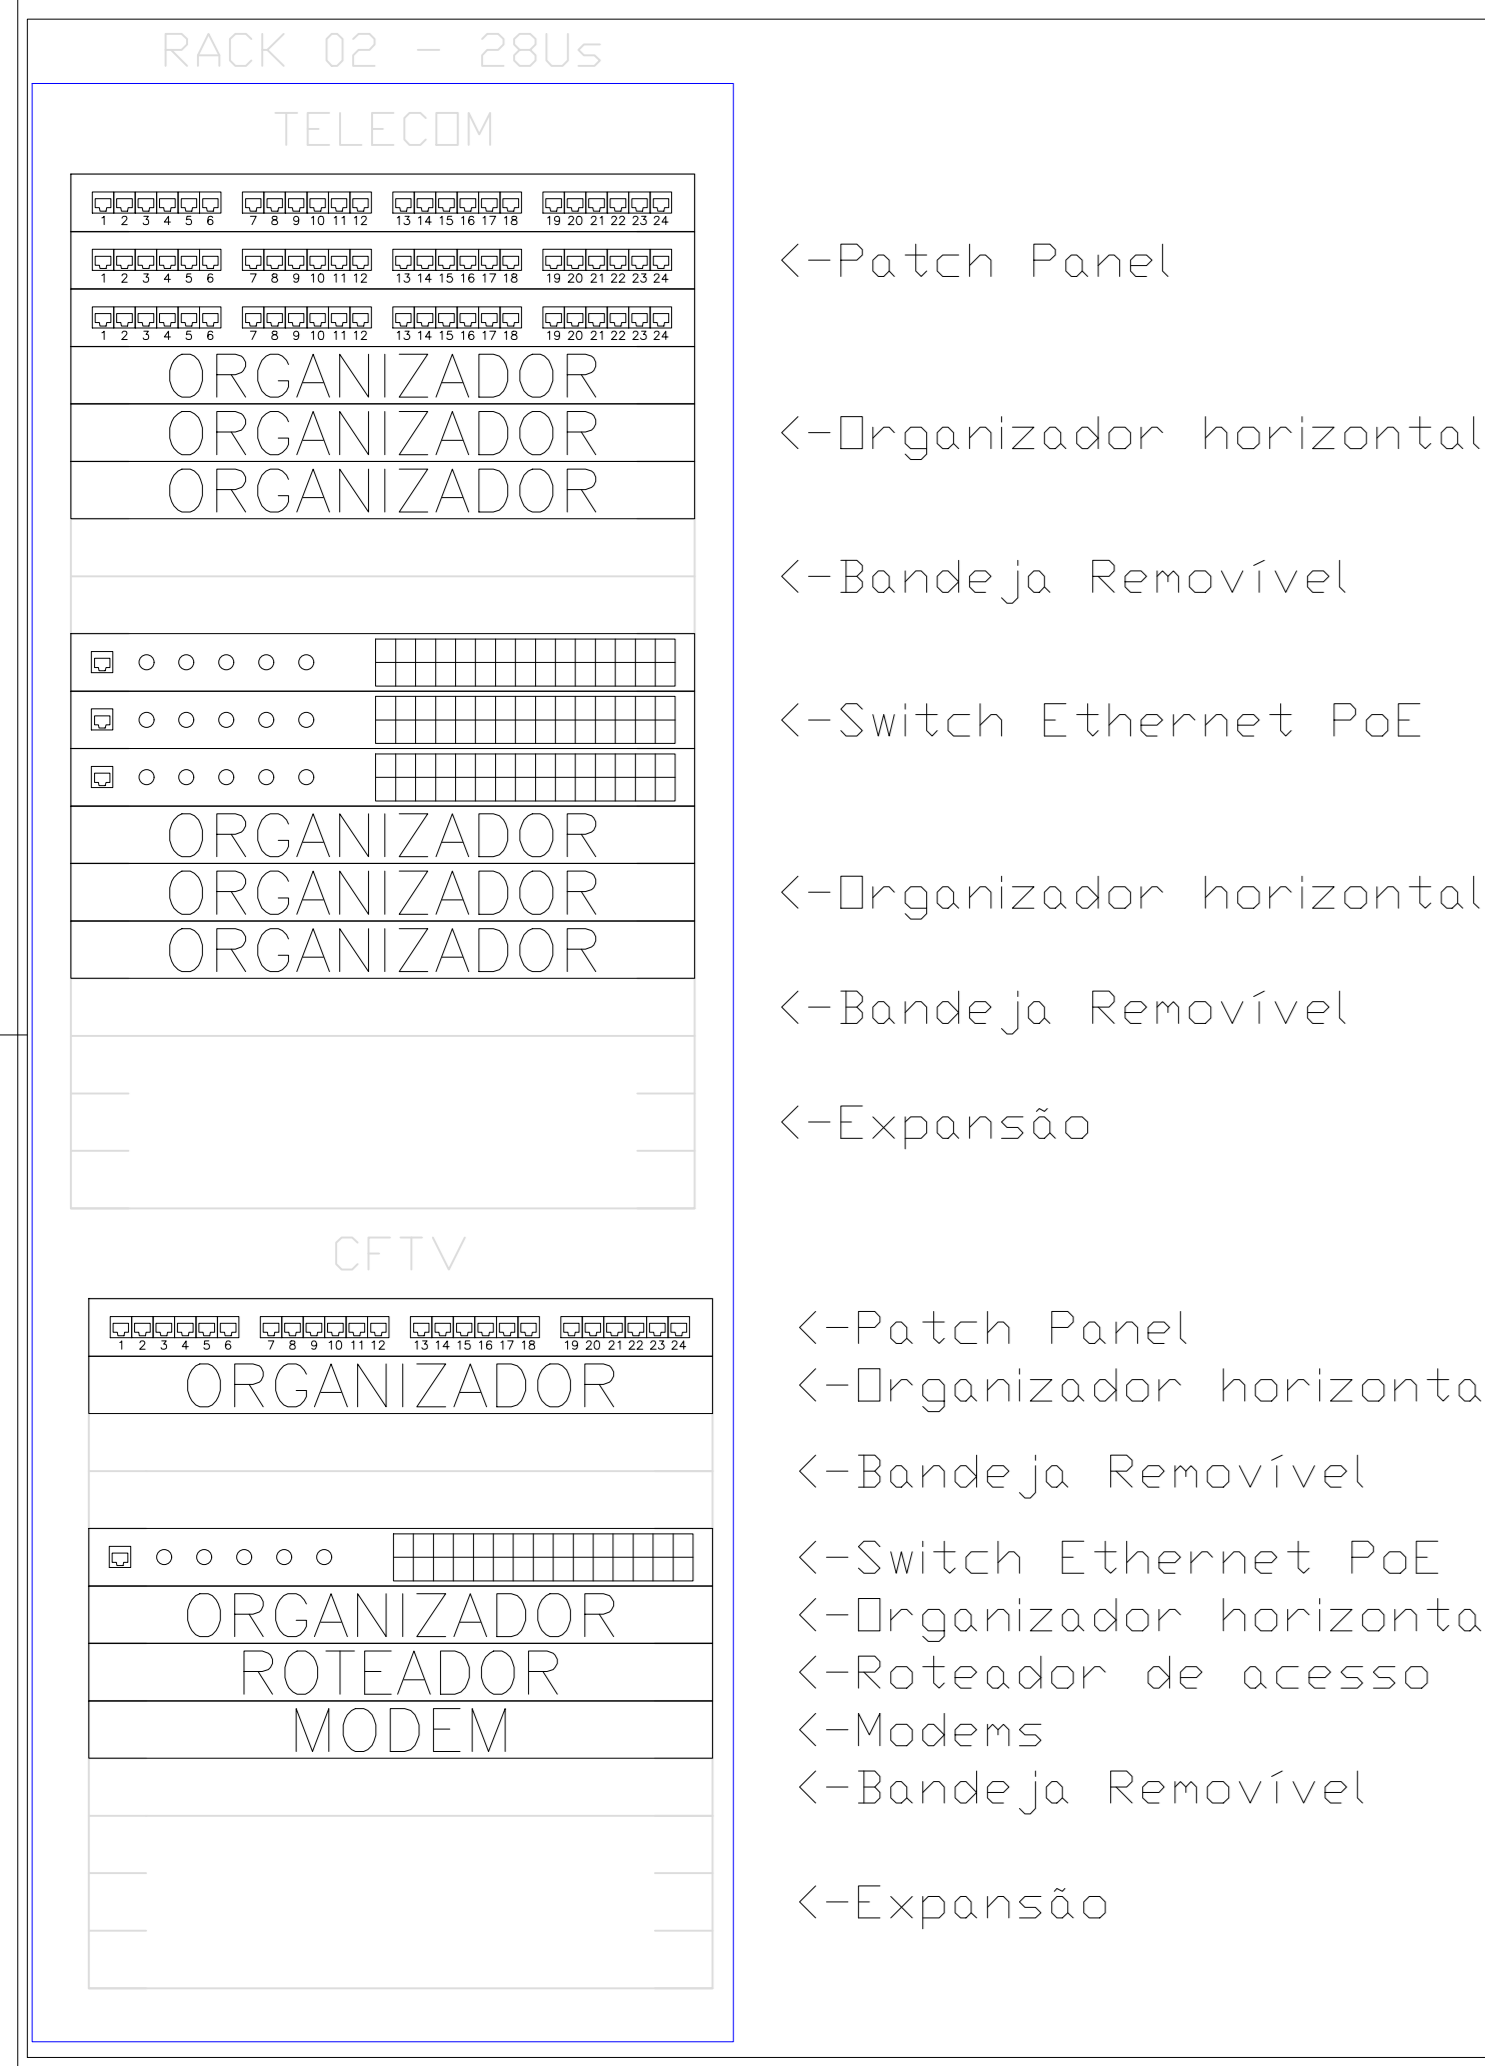 RACK 02 - 28Us
TELECOM
1 2 3 4 5 6 7 8 9 10 11 12 13 14 15 16 17 18 19 20 21 22 23 24
1 2 3 4 5 6 7 8 9 10 11 12 13 14 15 16 17 18 19 20 21 22 23 24
<-Patch Panel
1 2 3 4 5 6 7 8 9 10 11 12 13 14 15 16 17 18 19 20 21 22 23 24
ORGANIZADOR
ORGANIZADOR
<-Organizador horizontal
ORGANIZADOR
<-Bandeja Removível
<-Switch Ethernet PoE
ORGANIZADOR
ORGANIZADOR
<-Organizador horizontal
ORGANIZADOR
<-Bandeja Removível
<-Expansão
CFTV
1 2 3 4 5 6 7 8 9 10 11 12 13 14 15 16 17 18 19 20 21 22 23 24
<-Patch Panel
ORGANIZADOR
<-Organizador horizonta
<-Bandeja Removível
<-Switch Ethernet PoE
ORGANIZADOR
<-Organizador horizonta
ROTEADOR
<-Roteador de acesso
MODEM
<-Modems
<-Bandeja Removível
<-Expansão